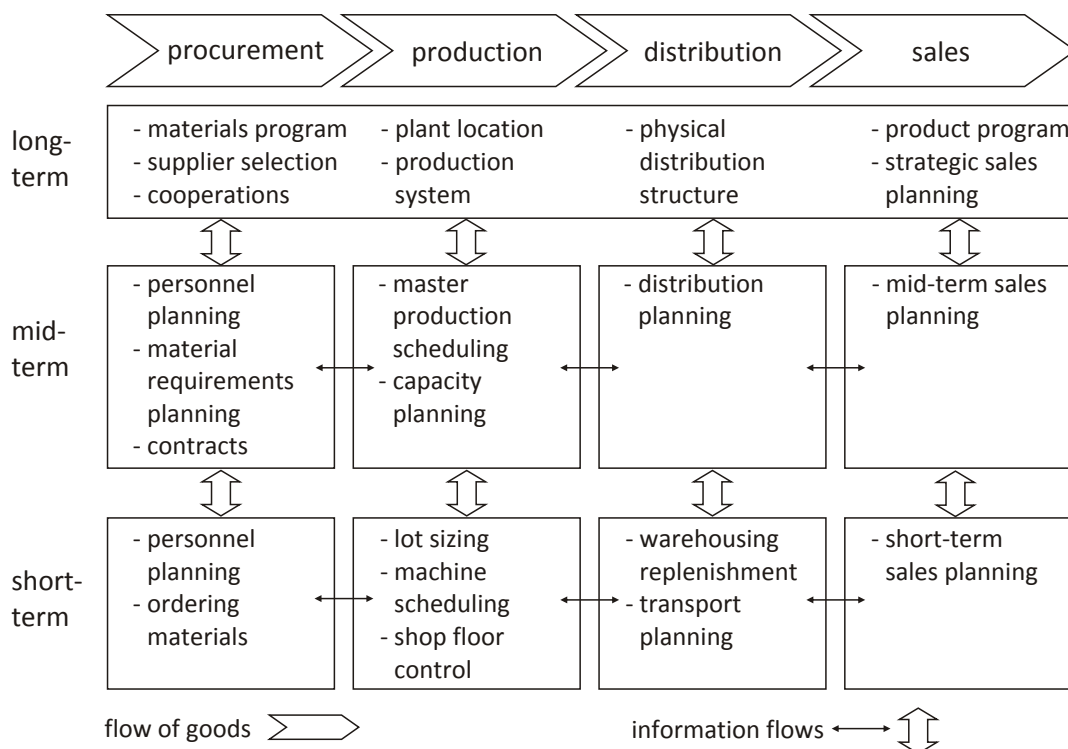 procurement
production
distribution
sales
long-
term
- materials program
- supplier selection
- cooperations
- plant location
- production
system
- physical
distribution
structure
- product program
- strategic sales
planning
mid-
term
- personnel
planning
- material
requirements
planning
- contracts
- master
production
scheduling
- capacity
planning
- distribution
planning
- mid-term sales
planning
short-
term
- personnel
planning
- ordering
materials
- lot sizing
- machine
scheduling
- shop floor
control
- warehousing
replenishment
- transport
planning
- short-term
sales planning
flow of goods
information flows